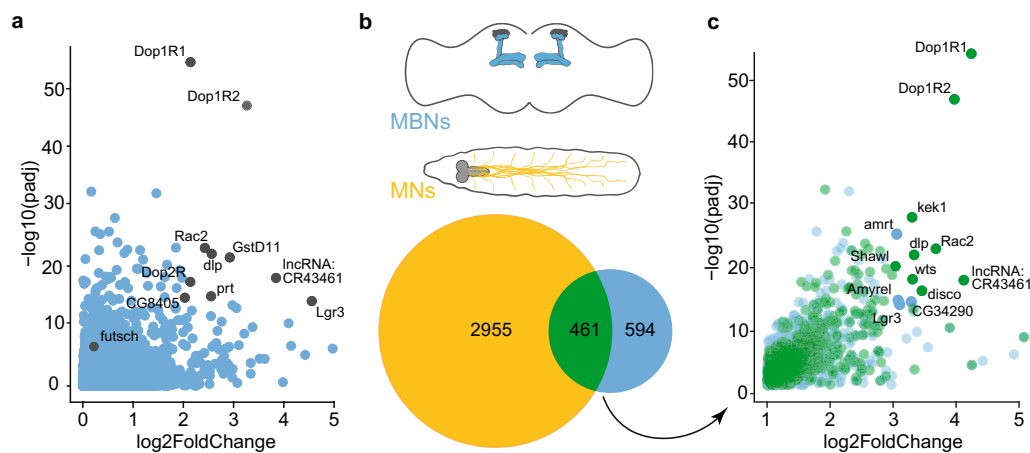 a
−log10(padj)
50
40
30
20
10
0
Dop1R1
Dop1R2
Rac2
GstD11
dlp
Dop2R
lncRNA:
CR43461
prt
CG8405
Lgr3
futsch
0
1
2
3
4
5
log2FoldChange
b
MBNs
MNs
2955
461
594
c
−log10(padj)
50
40
30
20
10
0
Dop1R1
Dop1R2
kek1
amrt
dlp
Rac2
Shawl
wts
lncRNA:
CR43461
Amyrel
disco
Lgr3
CG34290
1
2
3
4
5
log2FoldChange